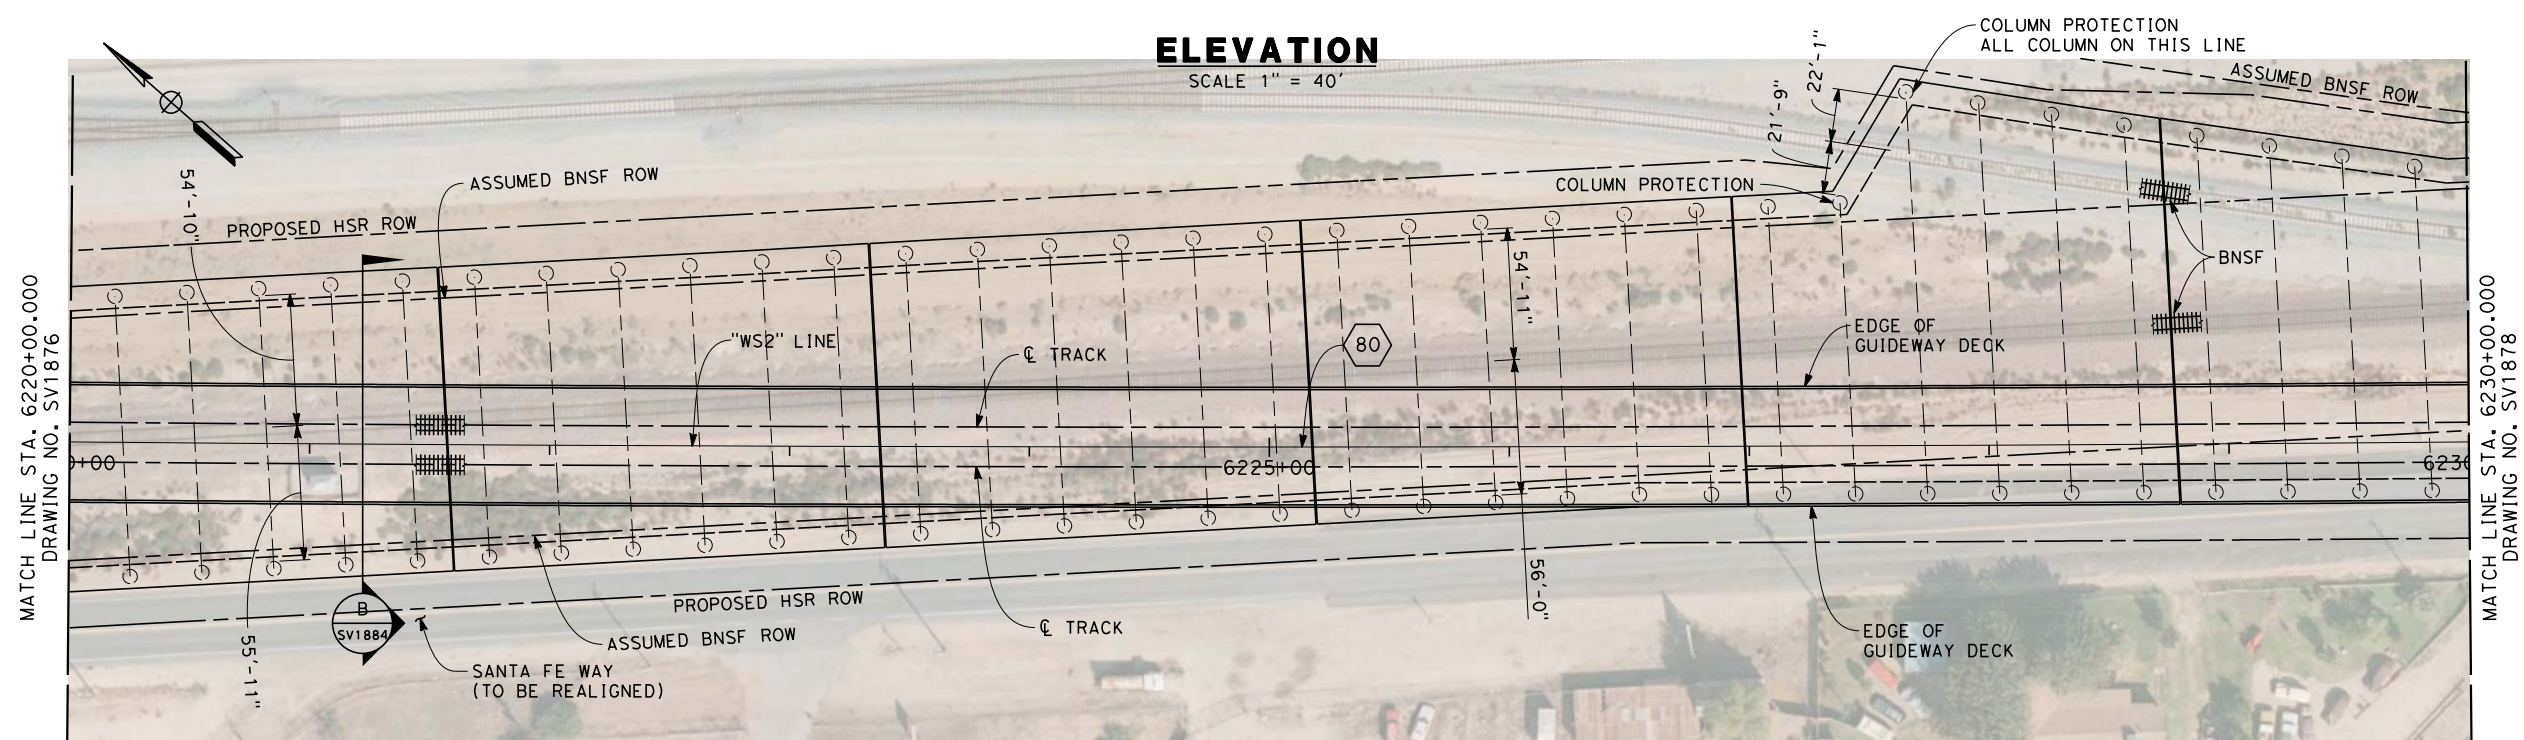 ELEVATION
SCALE 1" = 40'
COLUMN PROTECTION
ALL COLUMN ON THIS LINE
22'-1"
21'-9"
ASSUMED BNSF ROW
54'-10"
ASSUMED BNSF ROW
PROPOSED HSR ROW
COLUMN PROTECTION
BNSF
54'-11"
"WS2" LINE
℄ TRACK
80
EDGE OF
GUIDEWAY DECK
MATCH LINE STA. 6220+00.000
DRAWING NO. SV1876
MATCH LINE STA. 6230+00.000
DRAWING NO. SV1878
0+00
6225+00
6230
56'-0"
B
SV1884
PROPOSED HSR ROW
ASSUMED BNSF ROW
℄ TRACK
EDGE OF
GUIDEWAY DECK
55'-11"
SANTA FE WAY
(TO BE REALIGNED)